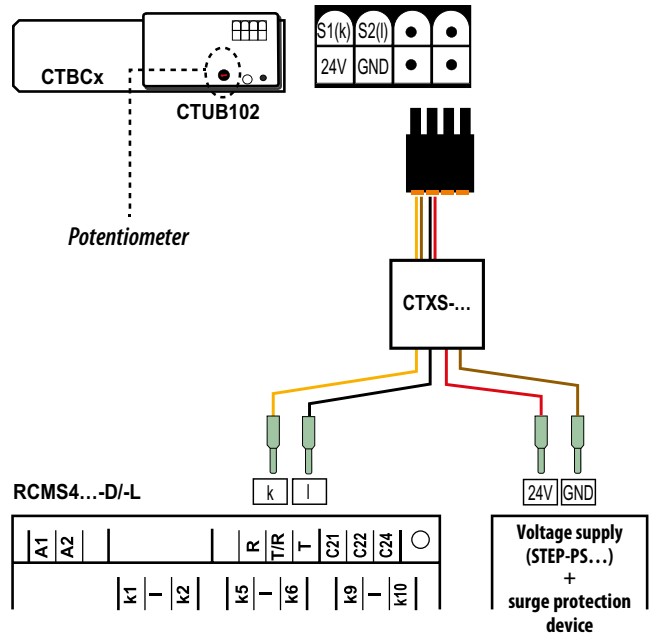 S1(k) S2(l)
24V GND
CTBCx
CTUB102
Potentiometer
CTXS-...
RCMS4...-D/-L
k l
24V GND
A1 A2 R T/R T C21 C22 C24
k1 l k2 k5 l k6 k9 l k10
Voltage supply
(STEP-PS...)
+
surge protection
device